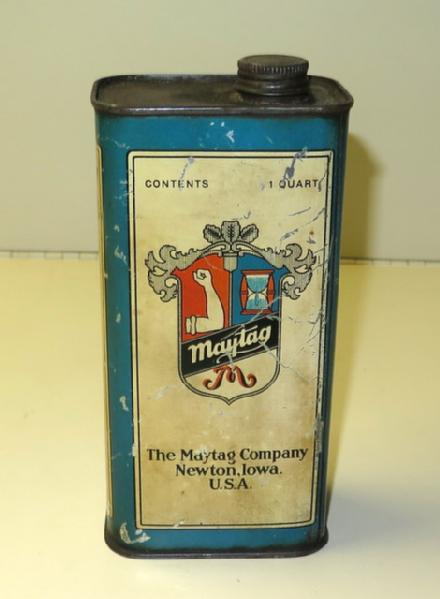 CONTENTS 1 QUART
Maytag
M
The Maytag Company
Newton, Iowa.
U.S.A.